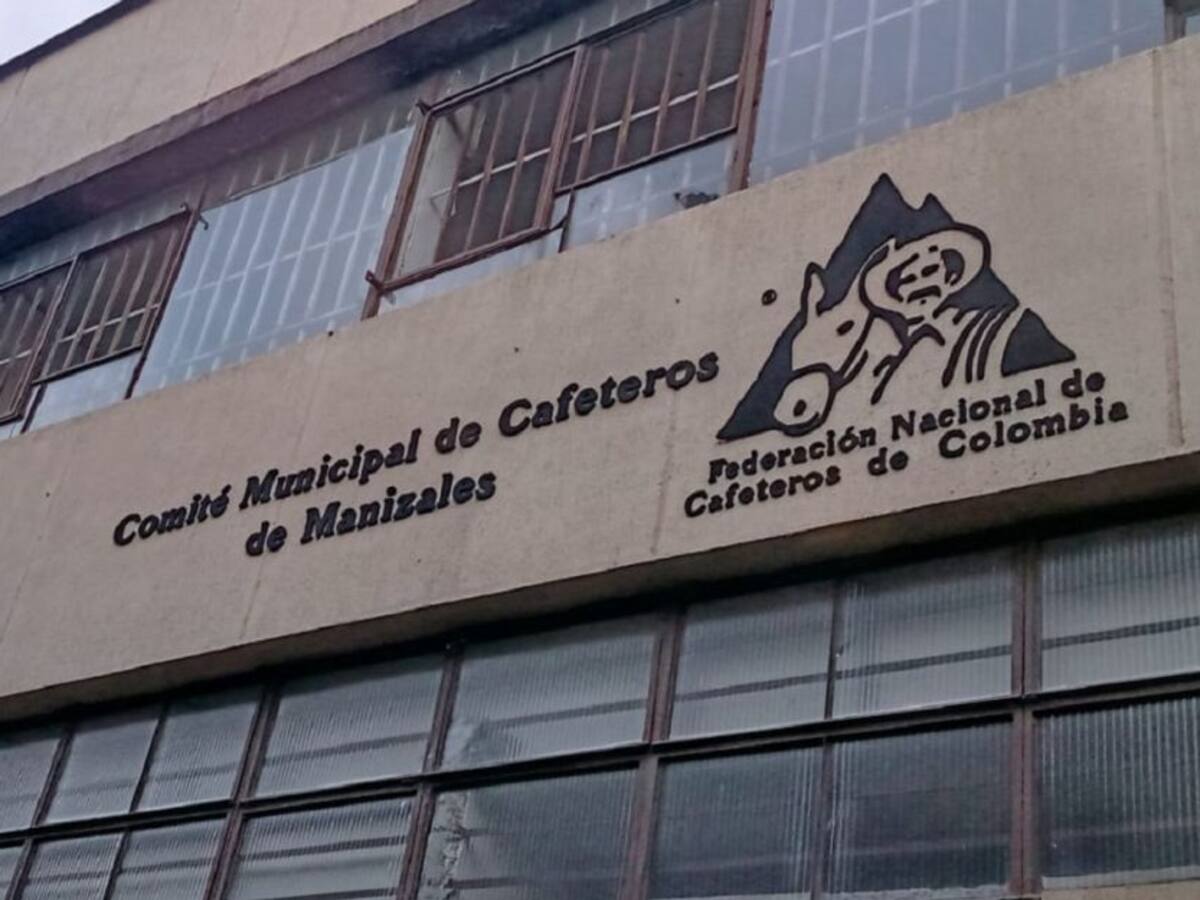 Comité Municipal de Cafeteros
de Manizales
Federación Nacional de
Cafeteros de Colombia